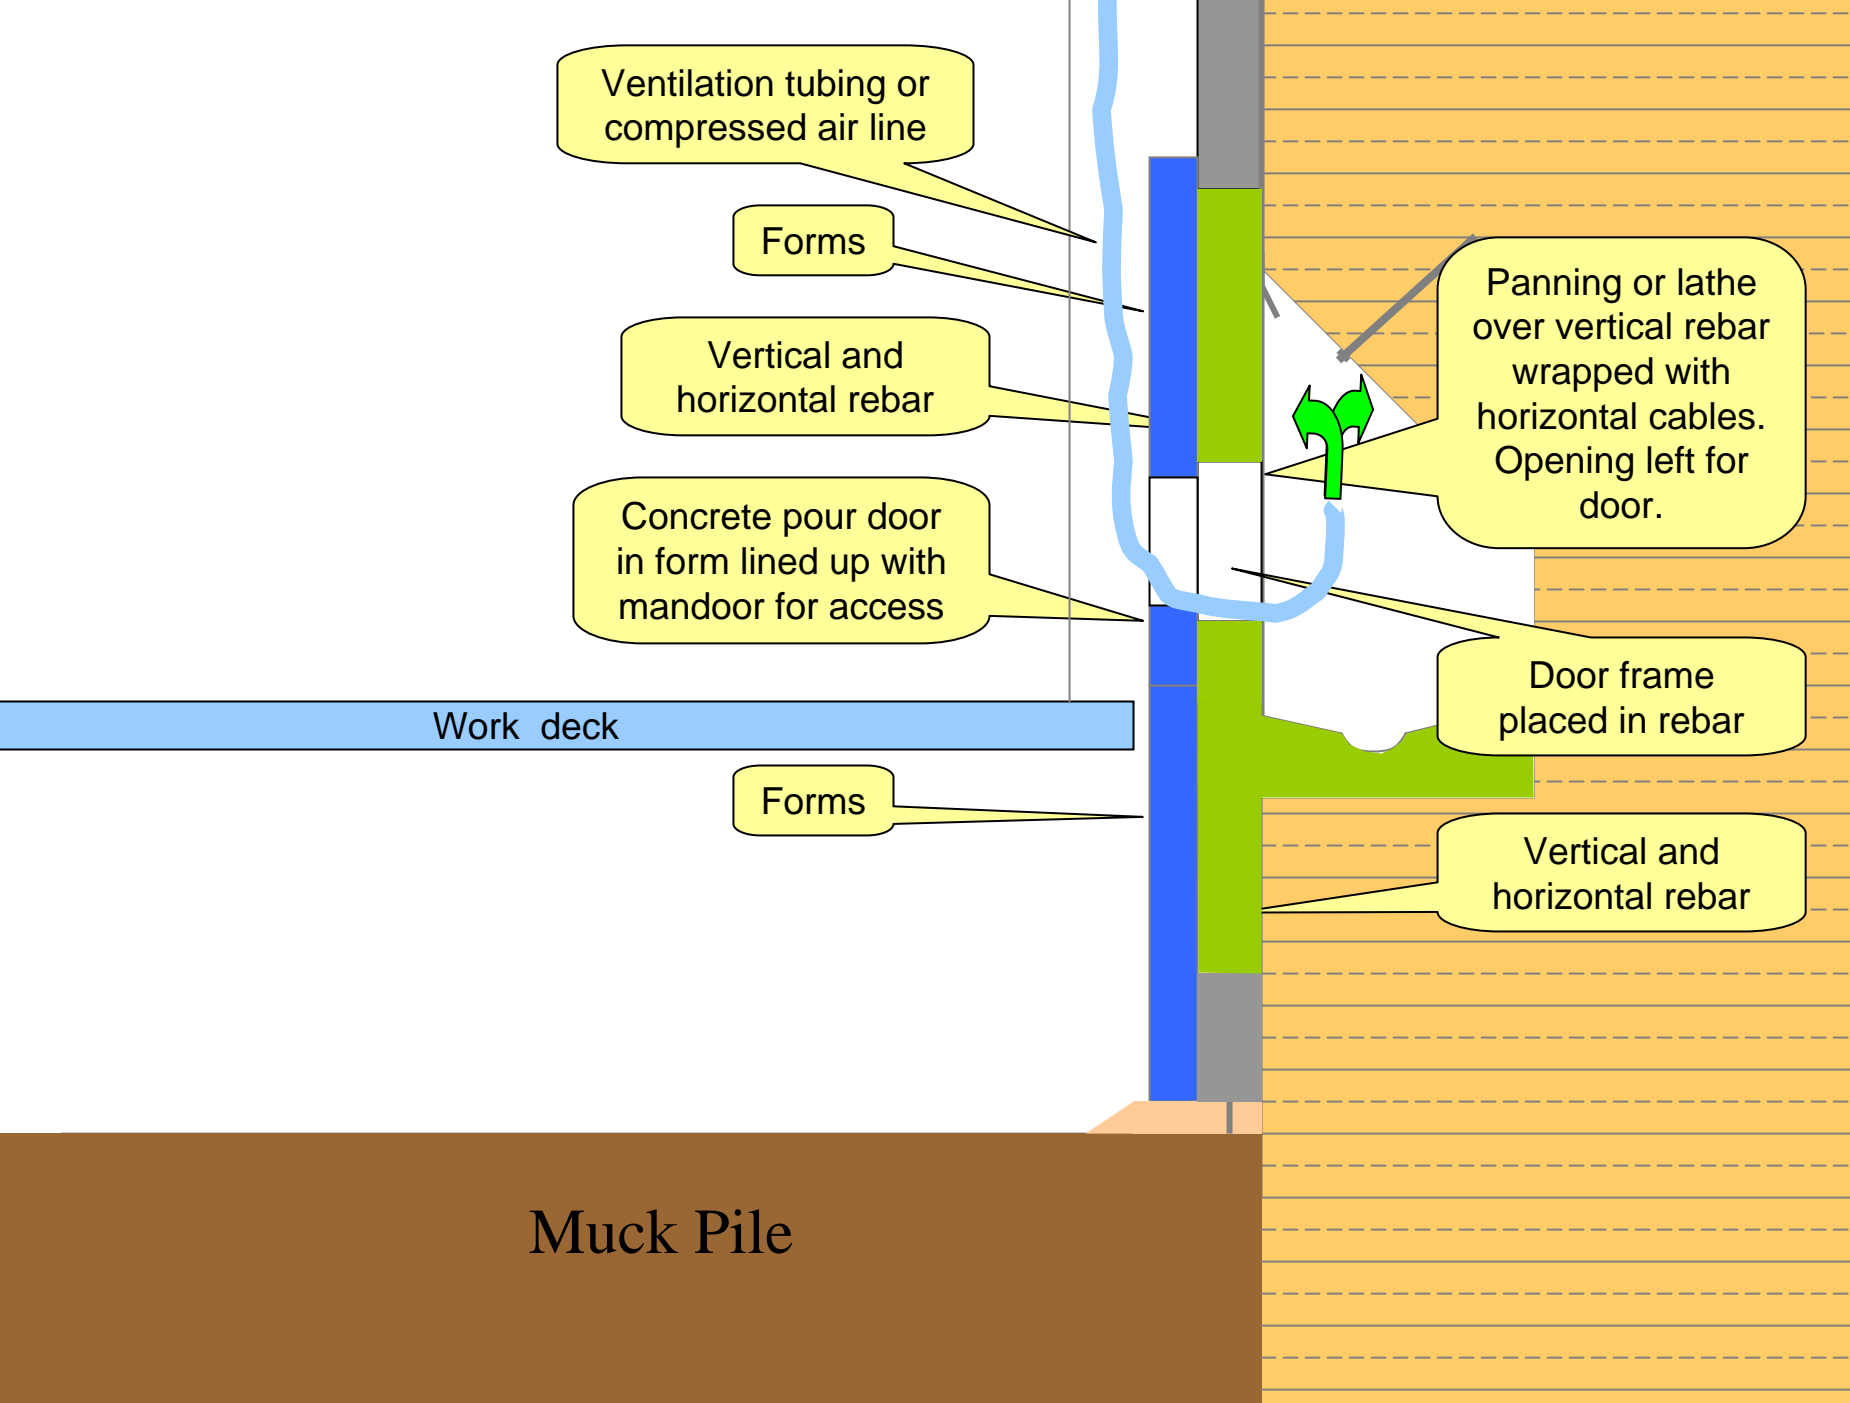 Ventilation tubing or
compressed air line
Forms
Vertical and
horizontal rebar
Concrete pour door
in form lined up with
mandoor for access
Panning or lathe
over vertical rebar
wrapped with
horizontal cables.
Opening left for
door.
Door frame
placed in rebar
Work deck
Forms
Vertical and
horizontal rebar
Muck Pile